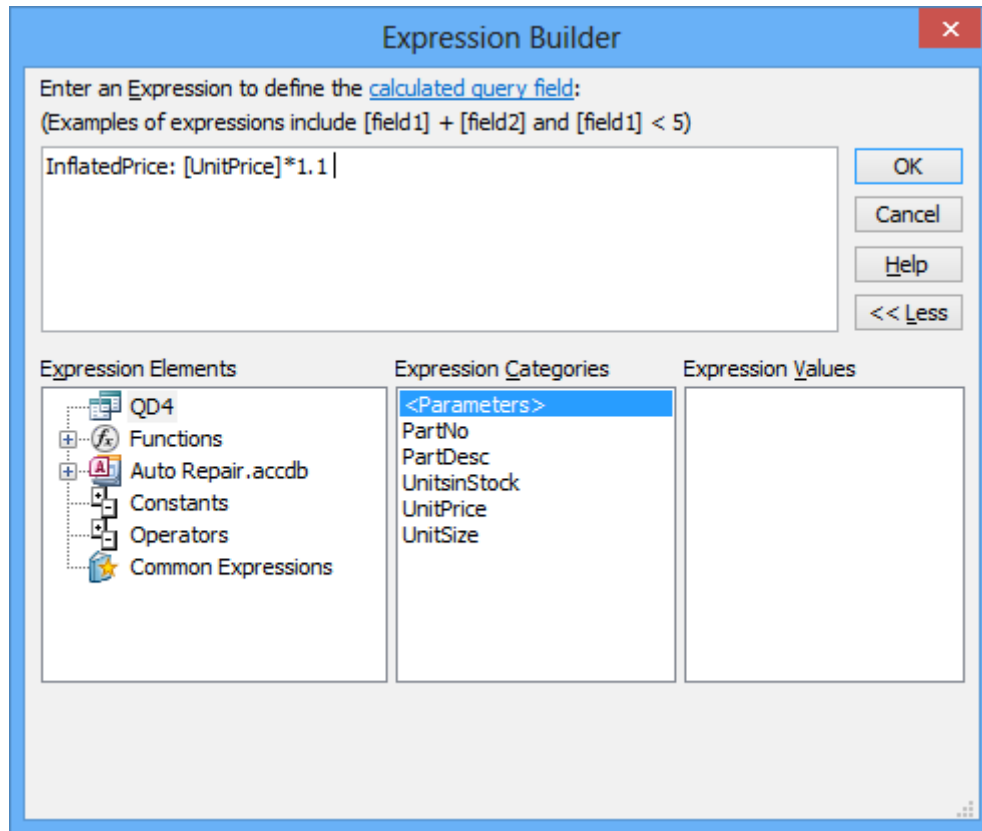 Expression Builder
Enter an Expression to define the calculated query field:
(Examples of expressions include [field1] + [field2] and [field1] < 5)
InflatedPrice: [UnitPrice]*1.1
OK
Cancel
Help
<< Less
Expression Elements
QD4
Functions
Auto Repair.accdb
Constants
Operators
Common Expressions
Expression Categories
<Parameters>
PartNo
PartDesc
UnitsinStock
UnitPrice
UnitSize
Expression Values